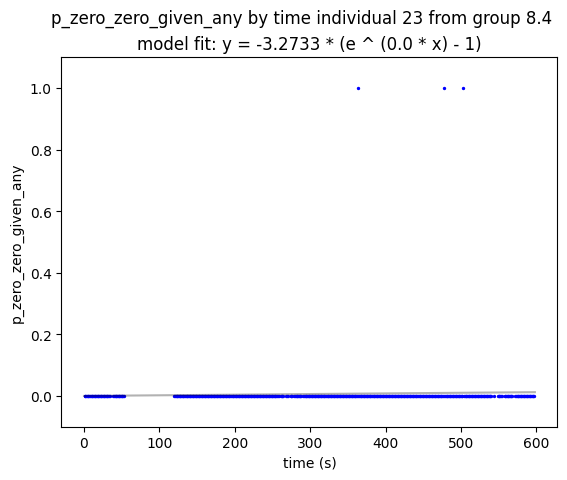 p_zero_zero_given_any by time individual 23 from group 8.4
model fit: y = -3.2733 * (e ^ (0.0 * x) - 1)
1.0
0.8
0.6
0.4
0.2
0.0
p_zero_zero_given_any
0 100 200 300 400 500 600
time (s)